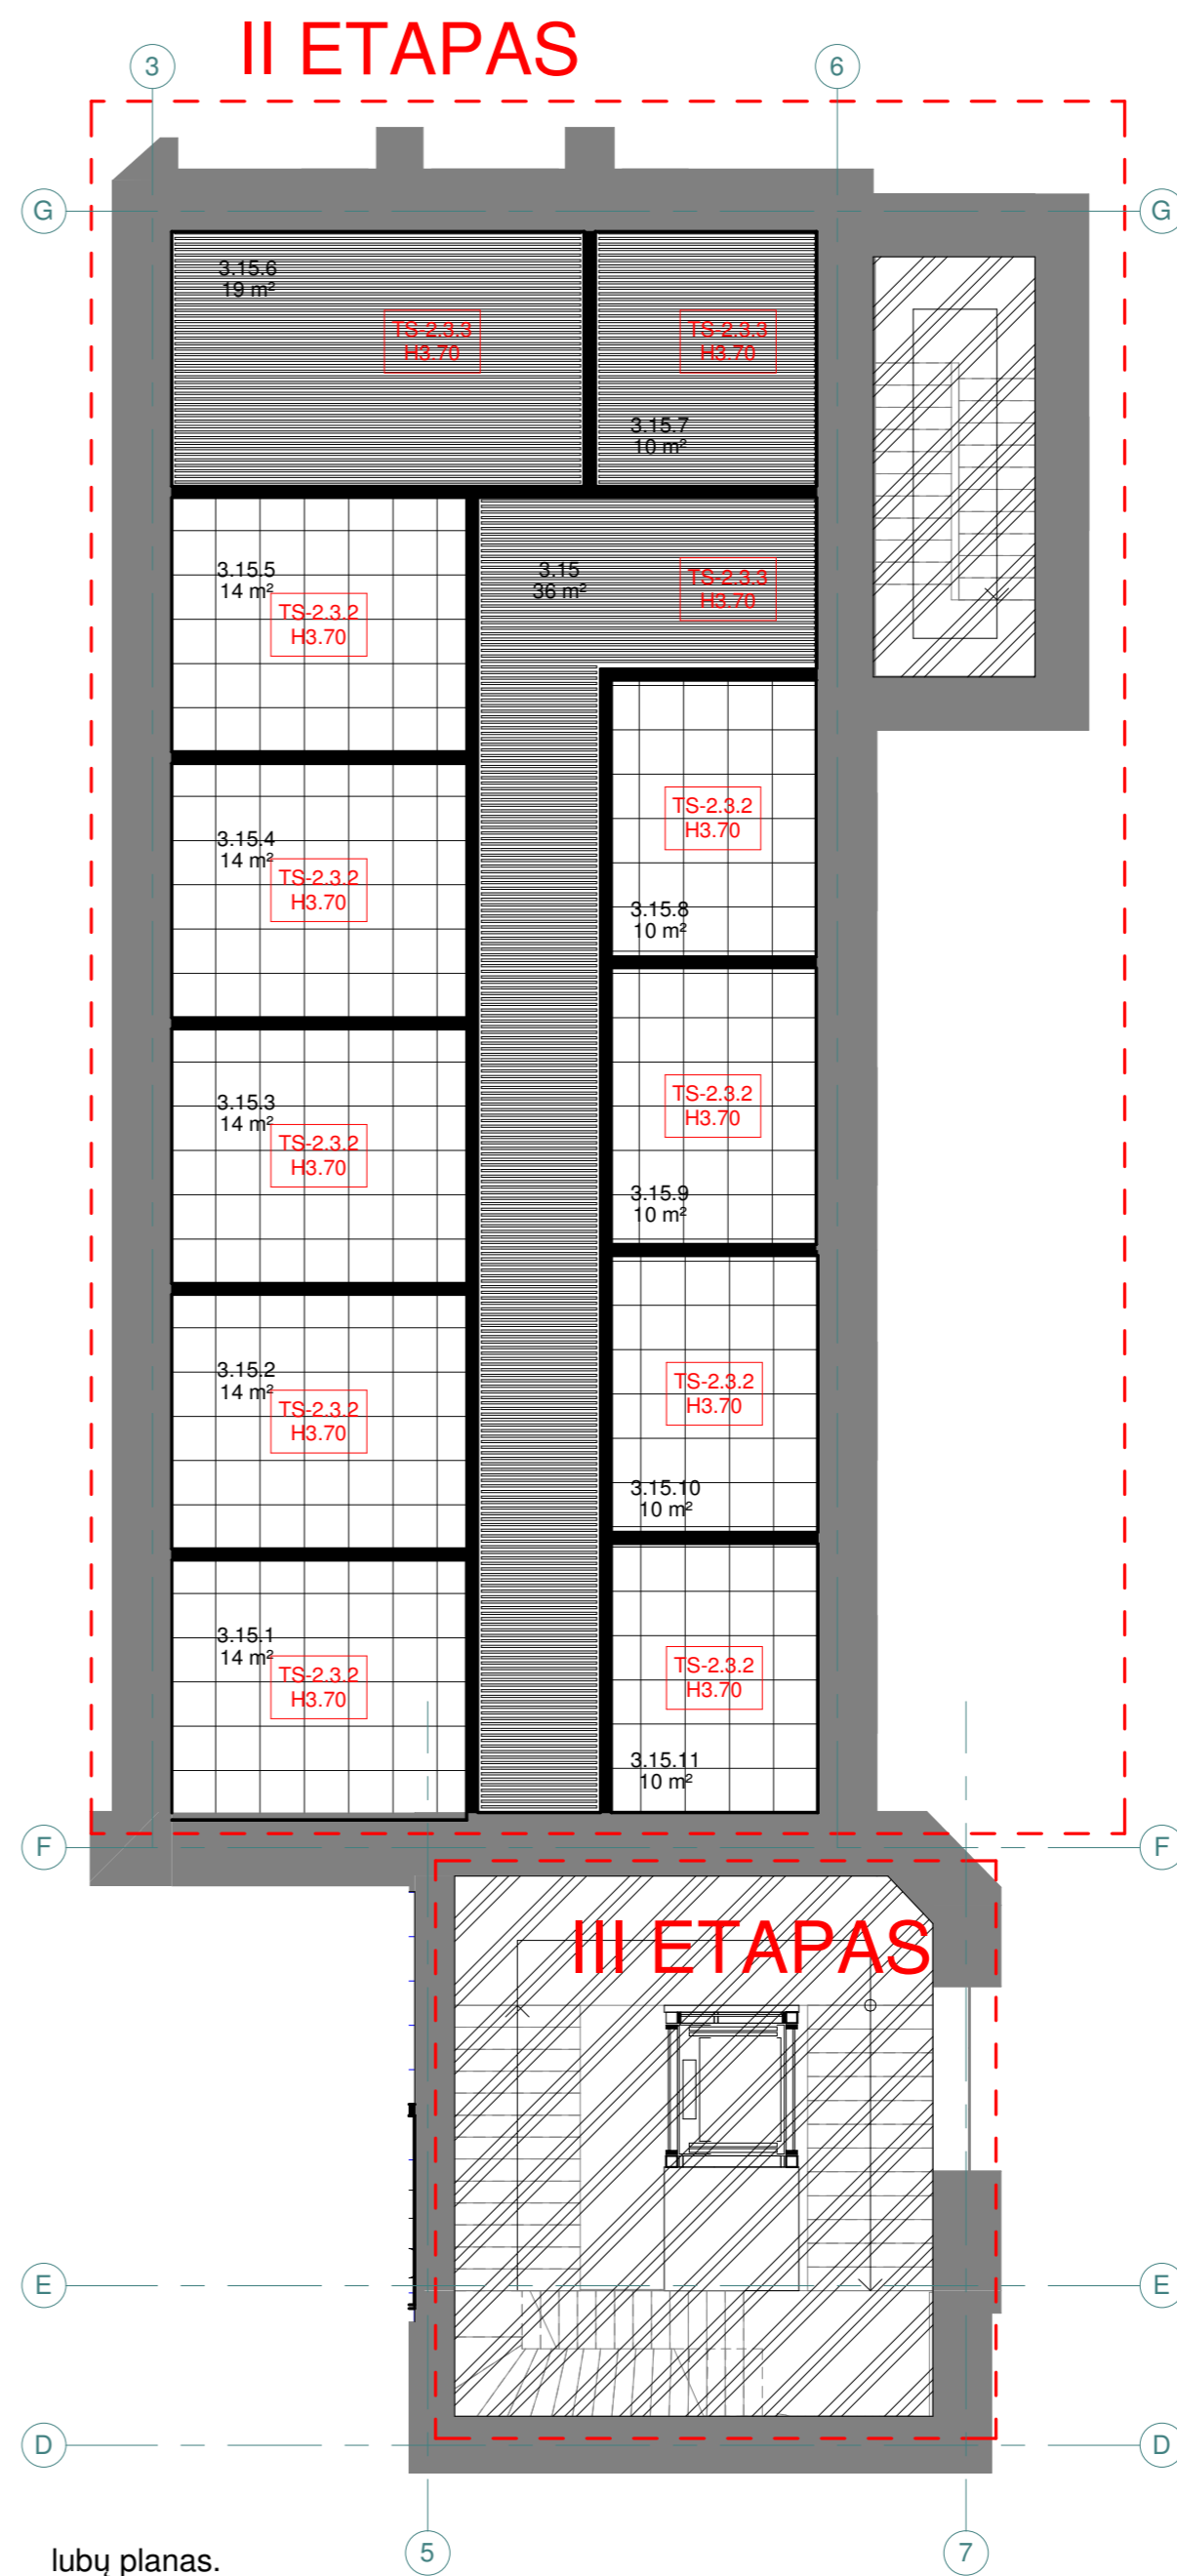 II ETAPAS
3
6
G
G
3.15.6
19 m²
TS-2.3.3
H3.70
TS-2.3.3
H3.70
3.15.7
10 m²
3.15.5
14 m²
TS-2.3.2
H3.70
3.15
36 m²
TS-2.3.3
H3.70
TS-2.3.2
H3.70
3.15.4
14 m²
TS-2.3.2
H3.70
3.15.8
10 m²
3.15.3
14 m²
TS-2.3.2
H3.70
TS-2.3.2
H3.70
3.15.9
10 m²
3.15.2
14 m²
TS-2.3.2
H3.70
TS-2.3.2
H3.70
3.15.10
10 m²
3.15.1
14 m²
TS-2.3.2
H3.70
TS-2.3.2
H3.70
3.15.11
10 m²
F
F
III ETAPAS
E
E
D
D
5
7
lubų planas.